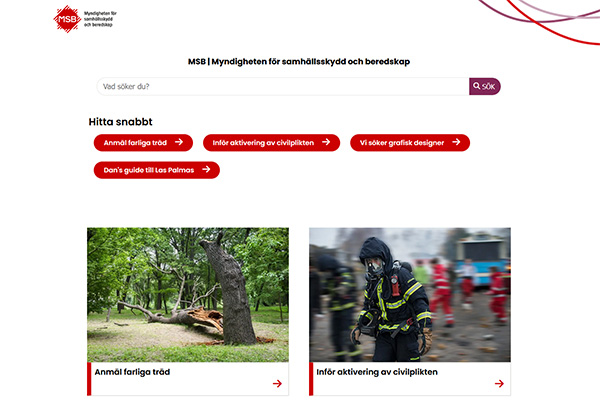 MSB
Myndigheten för
samhällsskydd
och beredskap
MSB | Myndigheten för samhällsskydd och beredskap
Vad söker du?
SÖK
Hitta snabbt
Anmäl farliga träd
Inför aktivering av civilplikten
Vi söker grafisk designer
Dan's guide till Las Palmas
Anmäl farliga träd
Inför aktivering av civilplikten